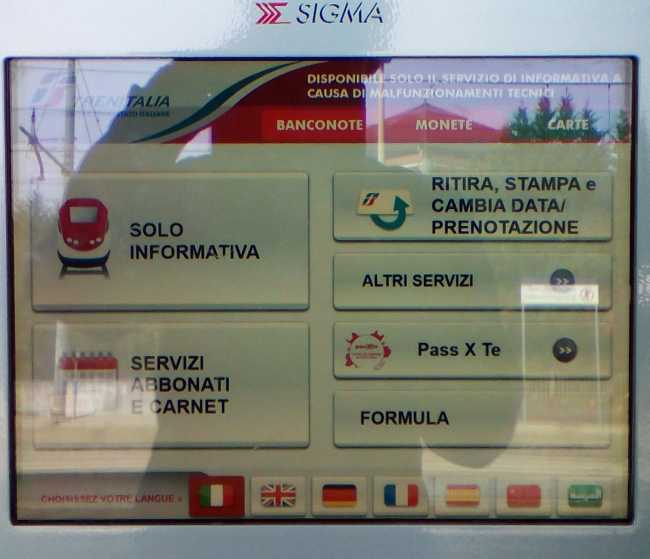 SIGMA
TRENITALIA
DISPONIBILE SOLO IL SERVIZIO DI INFORMATIVA A
CAUSA DI MALFUNZIONAMENTI TECNICI
BANCONOTE MONETE CARTE
SOLO
INFORMATIVA
RITIRA, STAMPA e
CAMBIA DATA/
PRENOTAZIONE
ALTRI SERVIZI
SERVIZI
ABBONATI
E CARNET
Pass X Te
FORMULA
CHOISISSEZ VOTRE LANGUE